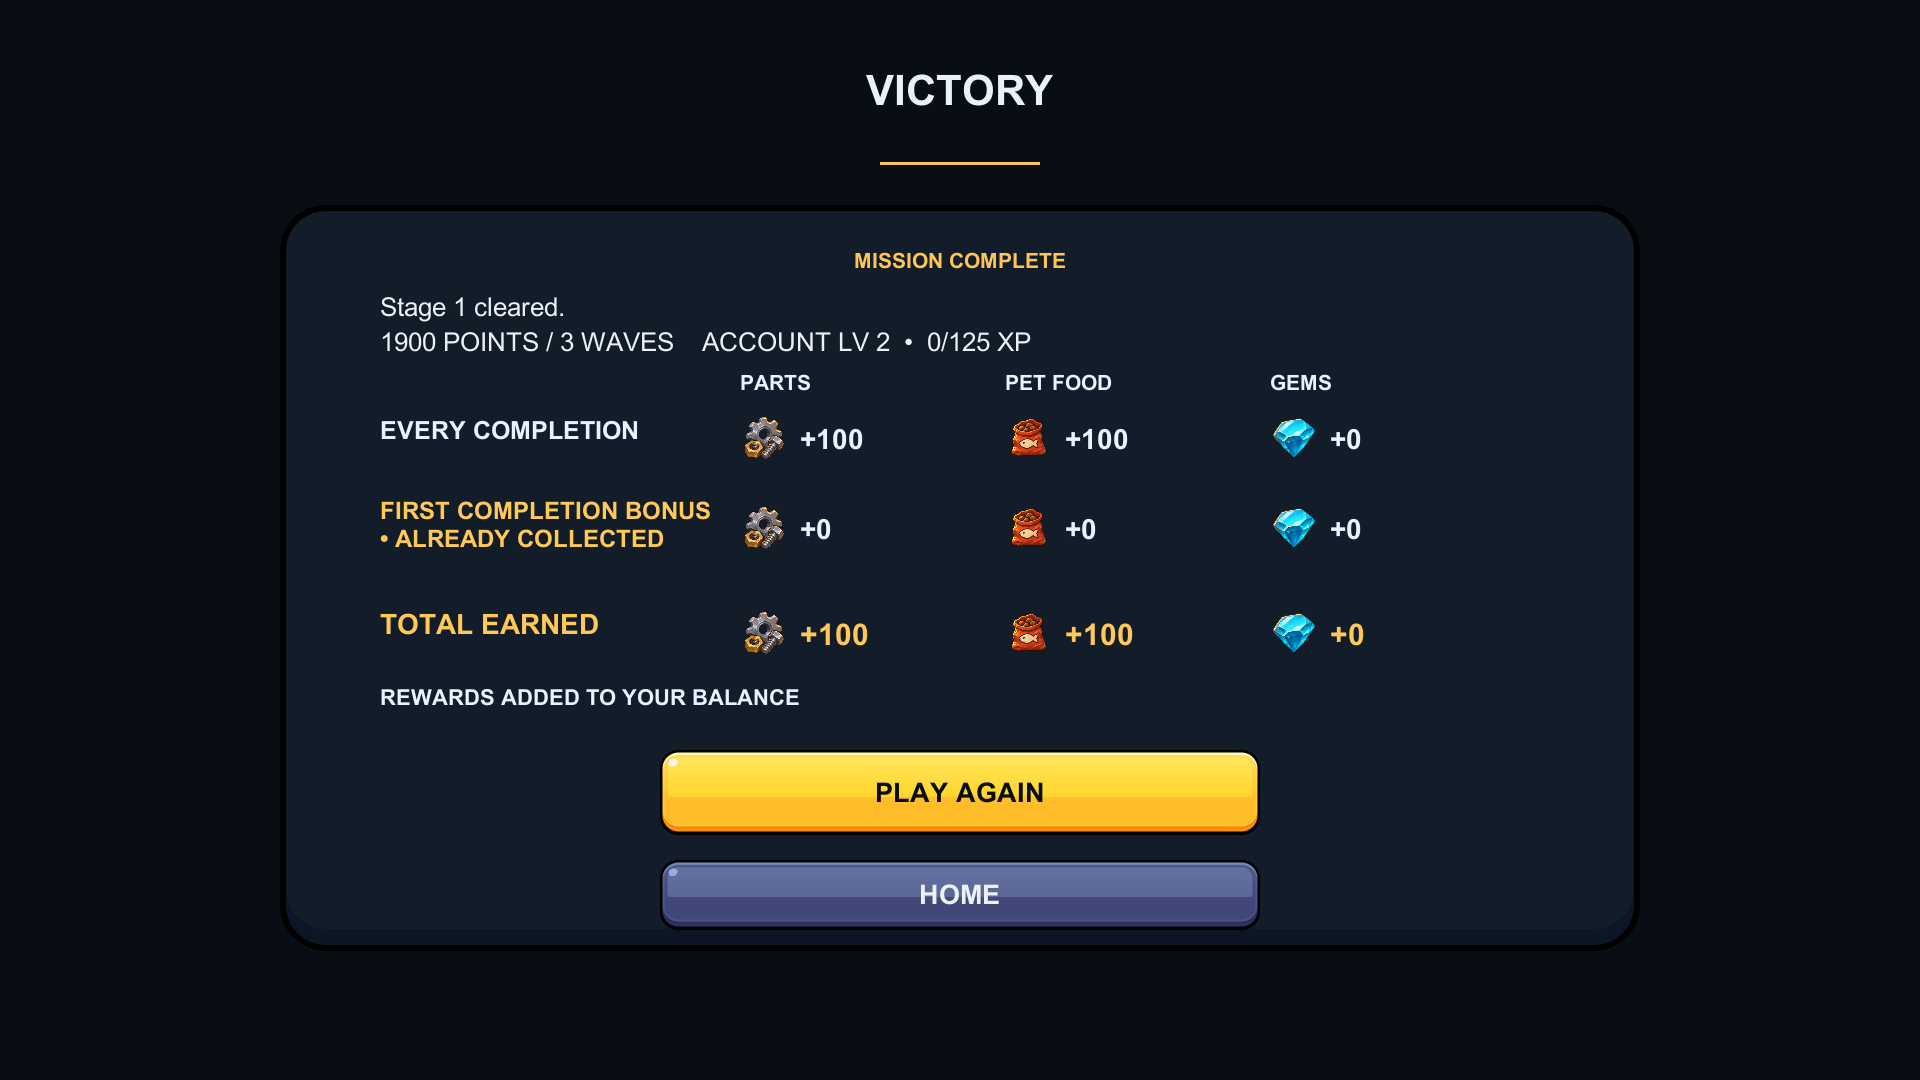 VICTORY
MISSION COMPLETE
Stage 1 cleared.
1900 POINTS / 3 WAVES ACCOUNT LV 2 • 0/125 XP
PARTS PET FOOD GEMS
EVERY COMPLETION +100 +100 +0
FIRST COMPLETION BONUS
• ALREADY COLLECTED +0 +0 +0
TOTAL EARNED +100 +100 +0
REWARDS ADDED TO YOUR BALANCE
PLAY AGAIN
HOME